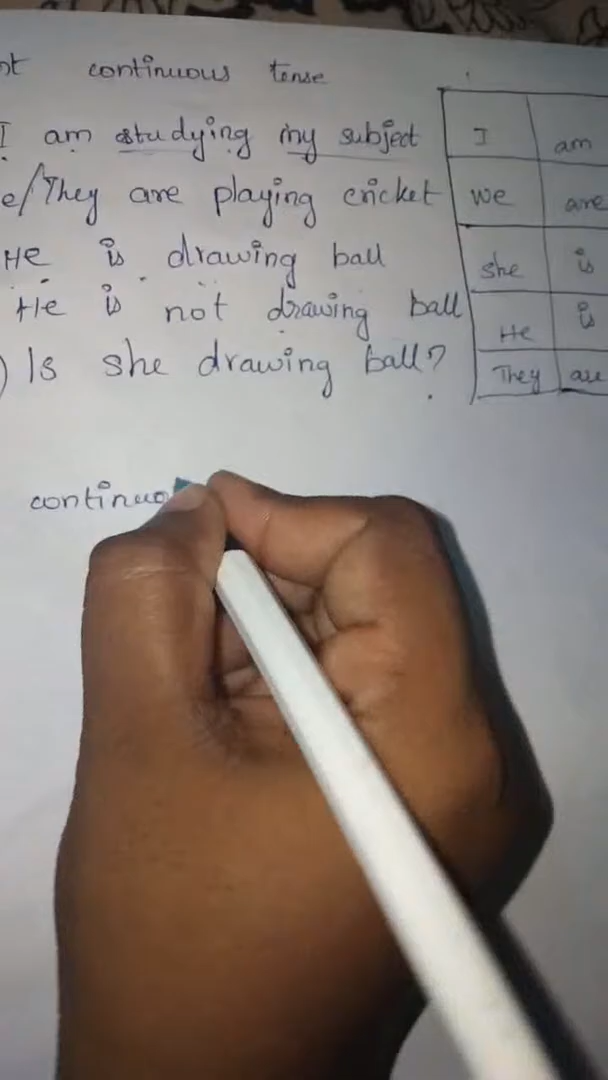 nt continuous tense
I am studying my subject
e/They are playing cricket
He is drawing ball
He is not drawing ball
) Is she drawing ball?
continuo
I am
we are
she is
He is
They are